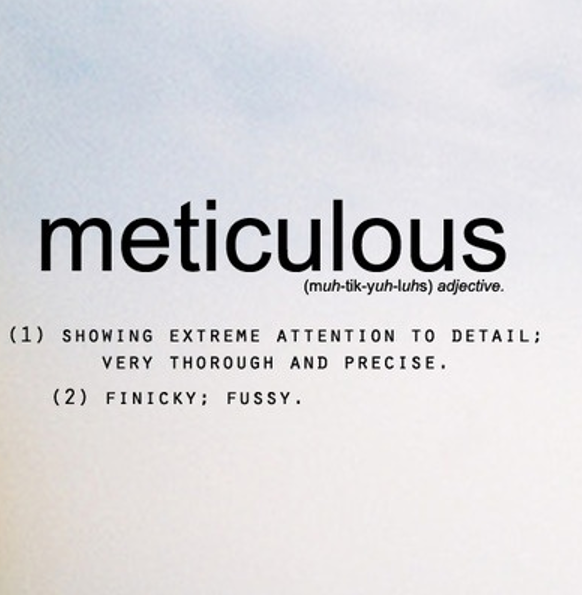 meticulous
(muh-tik-yuh-luhs) adjective.
(1) SHOWING EXTREME ATTENTION TO DETAIL;
VERY THOROUGH AND PRECISE.
(2) FINICKY; FUSSY.